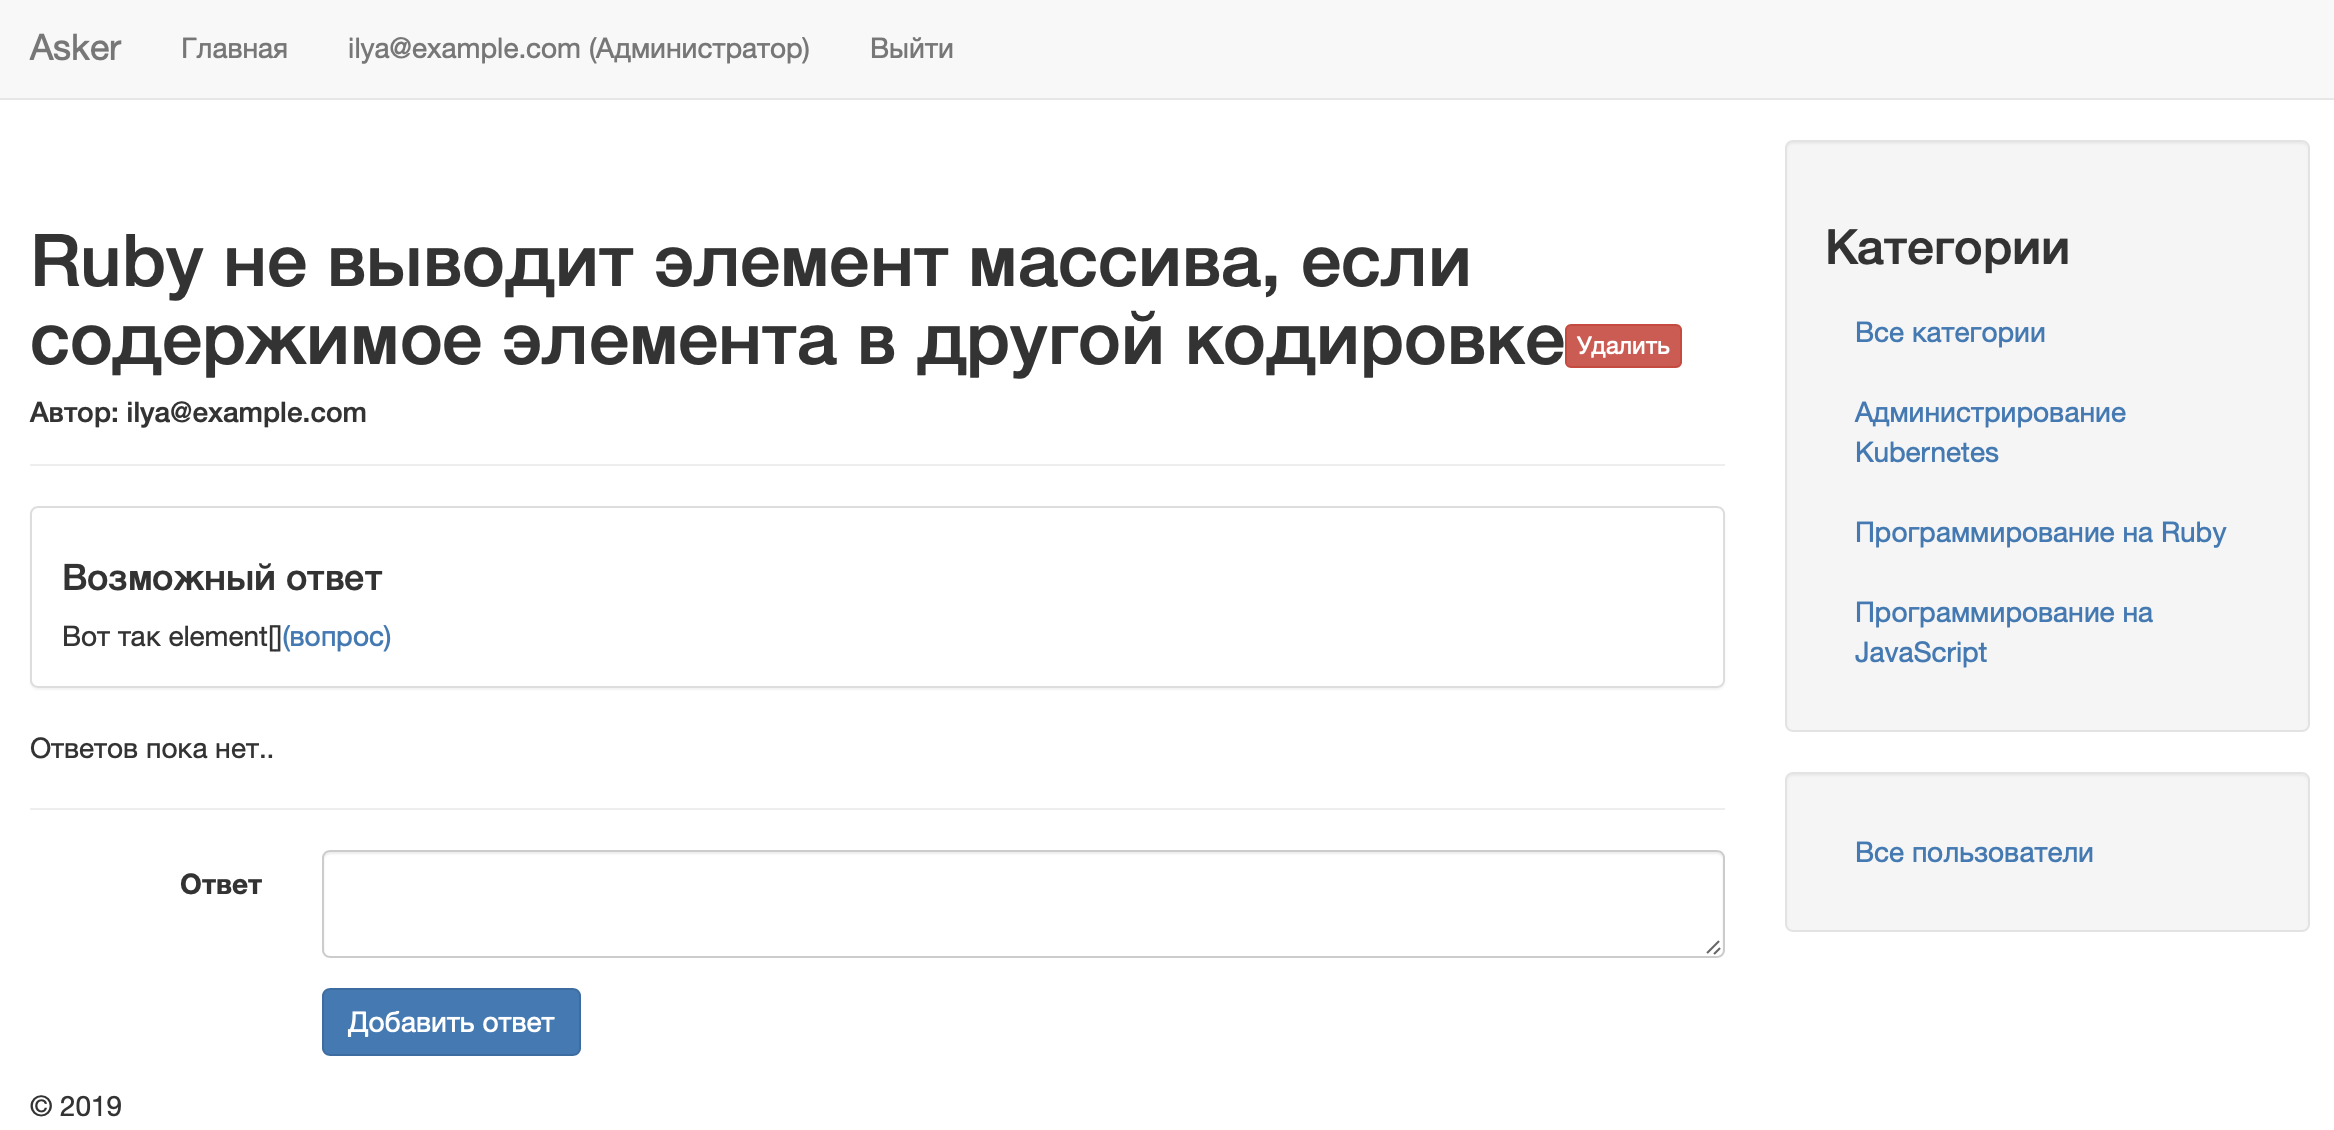 Asker Главная ilya@example.com (Администратор) Выйти
Ruby не выводит элемент массива, если
содержимое элемента в другой кодировке Удалить
Автор: ilya@example.com
Возможный ответ
Вот так element[](вопрос)
Ответов пока нет..
Ответ
Добавить ответ
© 2019
Категории
Все категории
Администрирование
Kubernetes
Программирование на Ruby
Программирование на
JavaScript
Все пользователи